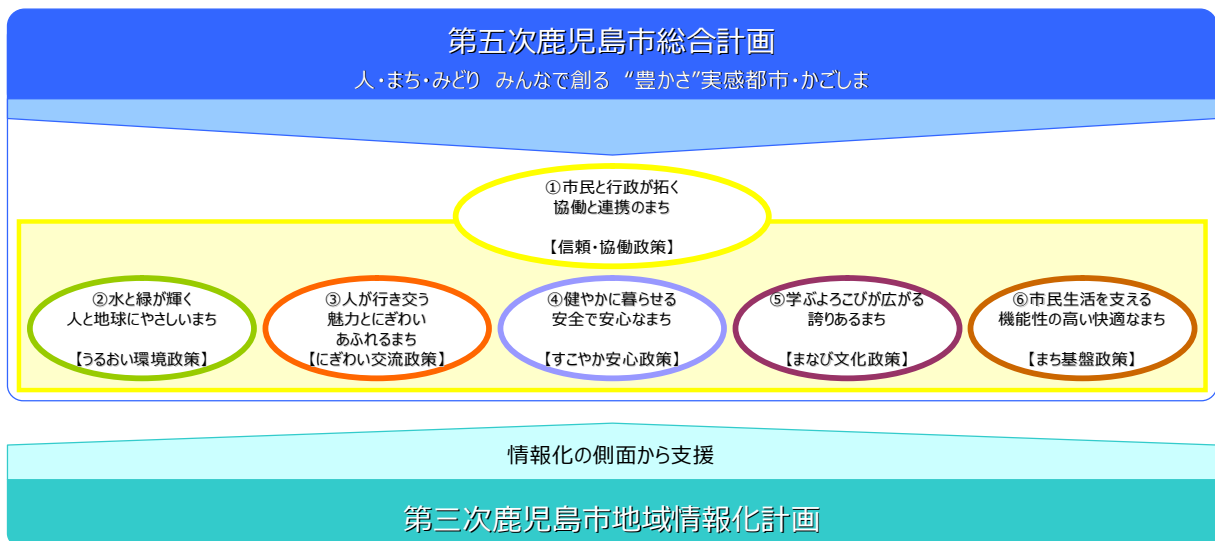 第五次鹿児島市総合計画
人・まち・みどり　みんなで創る　“豊かさ”実感都市・かごしま
①市民と行政が拓く
協働と連携のまち
【信頼・協働政策】
②水と緑が輝く
人と地球にやさしいまち
【うるおい環境政策】
③人が行き交う
魅力とにぎわい
あふれるまち
【にぎわい交流政策】
④健やかに暮らせる
安全で安心なまち
【すこやか安心政策】
⑤学ぶよろこびが広がる
誇りあるまち
【まなび文化政策】
⑥市民生活を支える
機能性の高い快適なまち
【まち基盤政策】
情報化の側面から支援
第三次鹿児島市地域情報化計画